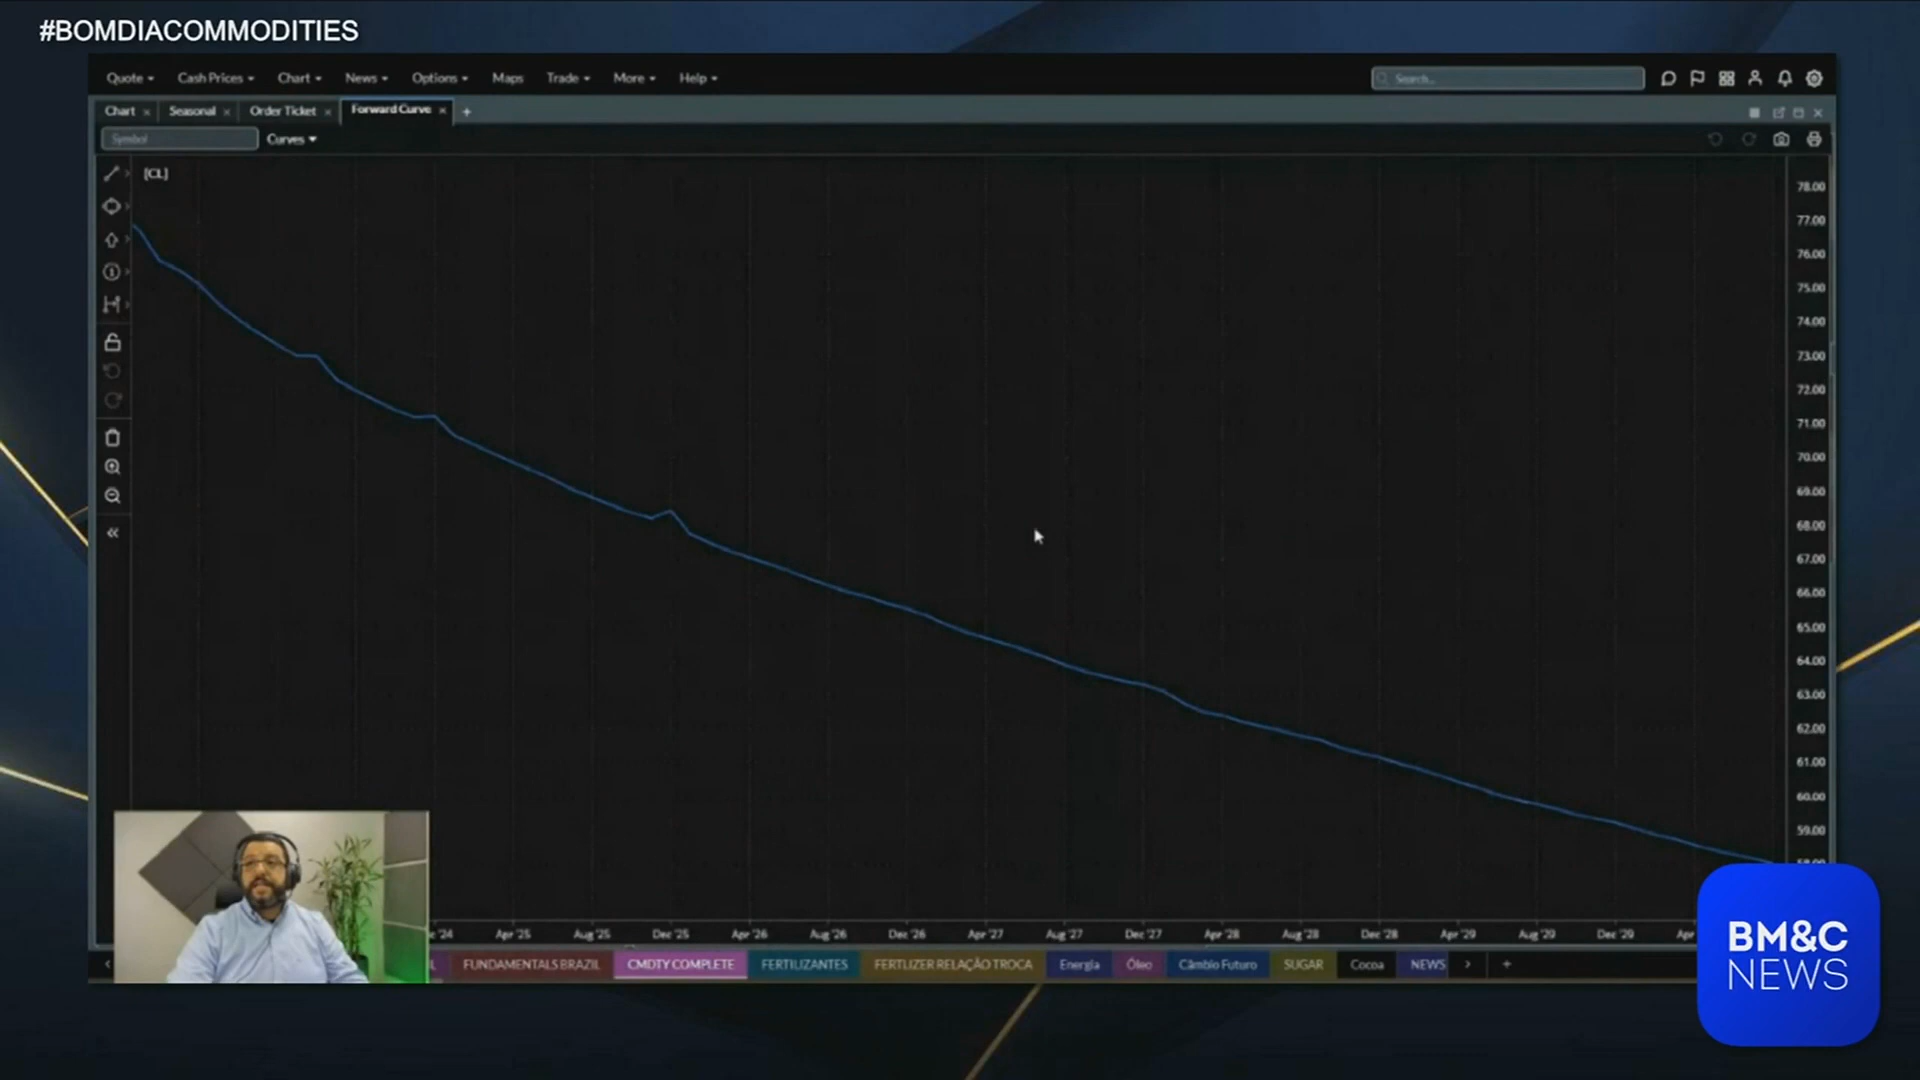 #BOMDIACOMMODITIES
Quote Cash Prices Chart News Options Maps Trade More Help Search...
Chart Seasonal Order Ticket Forward Curve
Symbol Curves
[CL]
78.00
77.00
76.00
75.00
74.00
73.00
72.00
71.00
70.00
69.00
68.00
67.00
66.00
65.00
64.00
63.00
62.00
61.00
60.00
59.00
'24 Apr '25 Aug '25 Dec '25 Apr '26 Aug '26 Dec '26 Apr '27 Aug '27 Dec '27 Apr '28 Aug '28 Dec '28 Apr '29 Aug '29 Dec '29 Apr
FUNDAMENTALS BRAZIL CMDTY COMPLETE FERTILIZANTES FERTLIZER RELAÇÃO TROCA Energia Óleo Câmbio Futuro SUGAR Cocoa NEWS
BM&C
NEWS